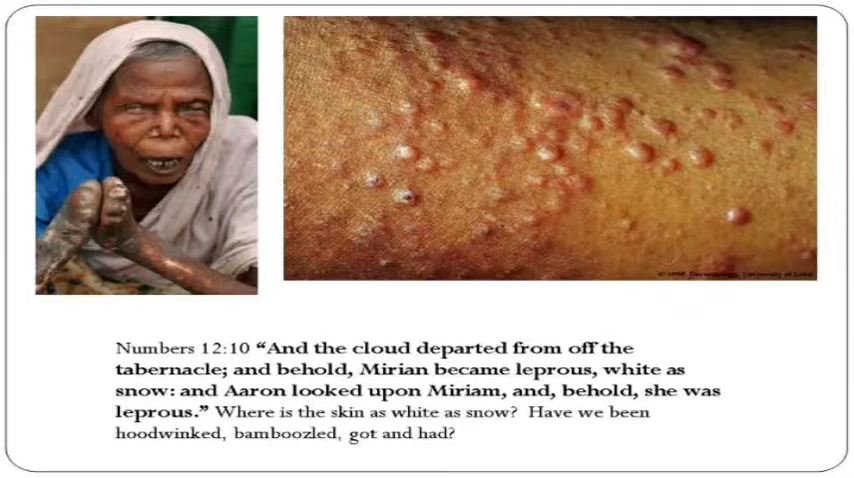 Numbers 12:10 “And the cloud departed from off the
tabernacle; and behold, Mirian became leprous, white as
snow: and Aaron looked upon Miriam, and, behold, she was
leprous.” Where is the skin as white as snow?  Have we been
hoodwinked, bamboozled, got and had?